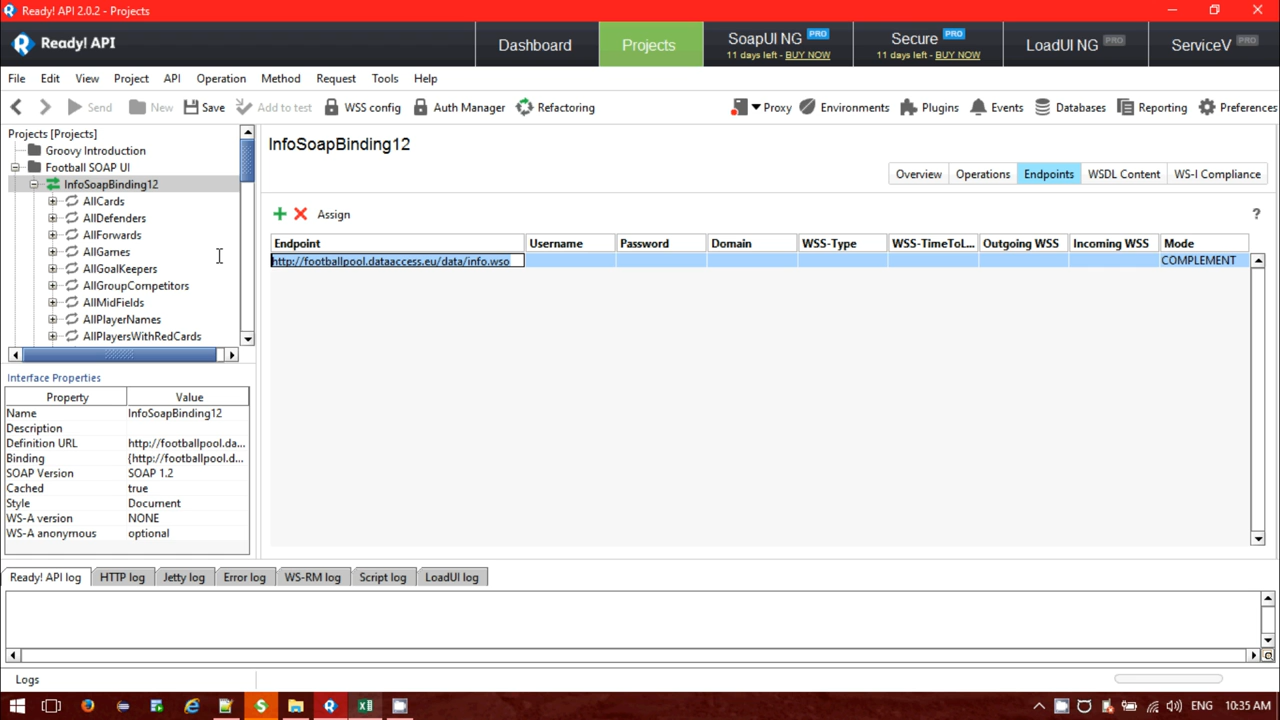 Ready! API 2.0.2 - Projects
Ready! API
Dashboard
Projects
SoapUI NG PRO
11 days left - BUY NOW
Secure PRO
11 days left - BUY NOW
LoadUI NG PRO
ServiceV PRO
File Edit View Project API Operation Method Request Tools Help
Send New Save Add to test WSS config Auth Manager Refactoring Proxy Environments Plugins Events Databases Reporting Preferences
Projects [Projects]
Groovy Introduction
Football SOAP UI
InfoSoapBinding12
AllCards
AllDefenders
AllForwards
AllGames
AllGoalKeepers
AllGroupCompetitors
AllMidFields
AllPlayerNames
AllPlayersWithRedCards
InfoSoapBinding12
Overview Operations Endpoints WSDL Content WS-I Compliance
Assign ?
Endpoint Username Password Domain WSS-Type WSS-TimeToL... Outgoing WSS Incoming WSS Mode
http://footballpool.dataaccess.eu/data/info.wso COMPLEMENT
Interface Properties
Property Value
Name InfoSoapBinding12
Description
Definition URL http://footballpool.da...
Binding {http://footballpool.d...
SOAP Version SOAP 1.2
Cached true
Style Document
WS-A version NONE
WS-A anonymous optional
Ready! API log HTTP log Jetty log Error log WS-RM log Script log LoadUI log
Logs
ENG 10:35 AM